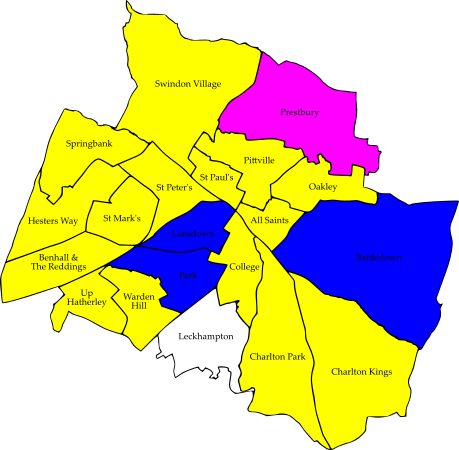 Swindon Village
Prestbury
Springbank
Pittville
St Paul's
St Peter's
Oakley
Hesters Way
St Mark's
All Saints
Lansdown
Benhall &
The Reddings
College
Battledown
Park
Up
Hatherley
Warden
Hill
Leckhampton
Charlton Park
Charlton Kings